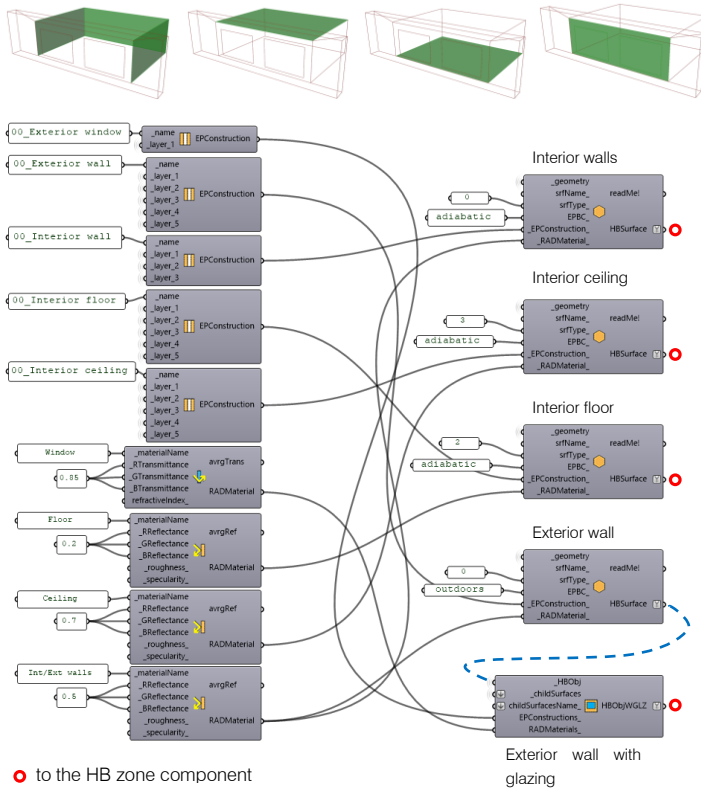 00_Exterior window
_name
_layer_1
EPConstruction
00_Exterior wall
_name
_layer_1
_layer_2
_layer_3
_layer_4
_layer_5
EPConstruction
00_Interior wall
_name
_layer_1
_layer_2
_layer_3
EPConstruction
00_Interior floor
_name
_layer_1
_layer_2
_layer_3
_layer_4
_layer_5
EPConstruction
00_Interior ceiling
_name
_layer_1
_layer_2
_layer_3
_layer_4
_layer_5
EPConstruction
Window
0.85
_materialName
_RTransmittance
_GTransmittance
_BTransmittance
refractiveIndex_
avrgTrans
RADMaterial
Floor
0.2
_materialName
_RReflectance
_GReflectance
_BReflectance
_roughness_
_specularity_
avrgRef
RADMaterial
Ceiling
0.7
_materialName
_RReflectance
_GReflectance
_BReflectance
_roughness_
_specularity_
avrgRef
RADMaterial
Int/Ext walls
0.5
_materialName
_RReflectance
_GReflectance
_BReflectance
_roughness_
_specularity_
avrgRef
RADMaterial
Interior walls
0
adiabatic
_geometry
srfName_
srfType_
EPBC_
_EPConstruction_
_RADMaterial_
readMe!
HBSurface
Interior ceiling
3
adiabatic
_geometry
srfName_
srfType_
EPBC_
_EPConstruction_
_RADMaterial_
readMe!
HBSurface
Interior floor
2
adiabatic
_geometry
srfName_
srfType_
EPBC_
_EPConstruction_
_RADMaterial_
readMe!
HBSurface
Exterior wall
0
outdoors
_geometry
srfName_
srfType_
EPBC_
_EPConstruction_
_RADMaterial_
readMe!
HBSurface
_HBObj
_childSurfaces
childSurfacesName_
EPConstructions_
RADMaterials_
HBObjWGLZ
Exterior wall with
glazing
to the HB zone component